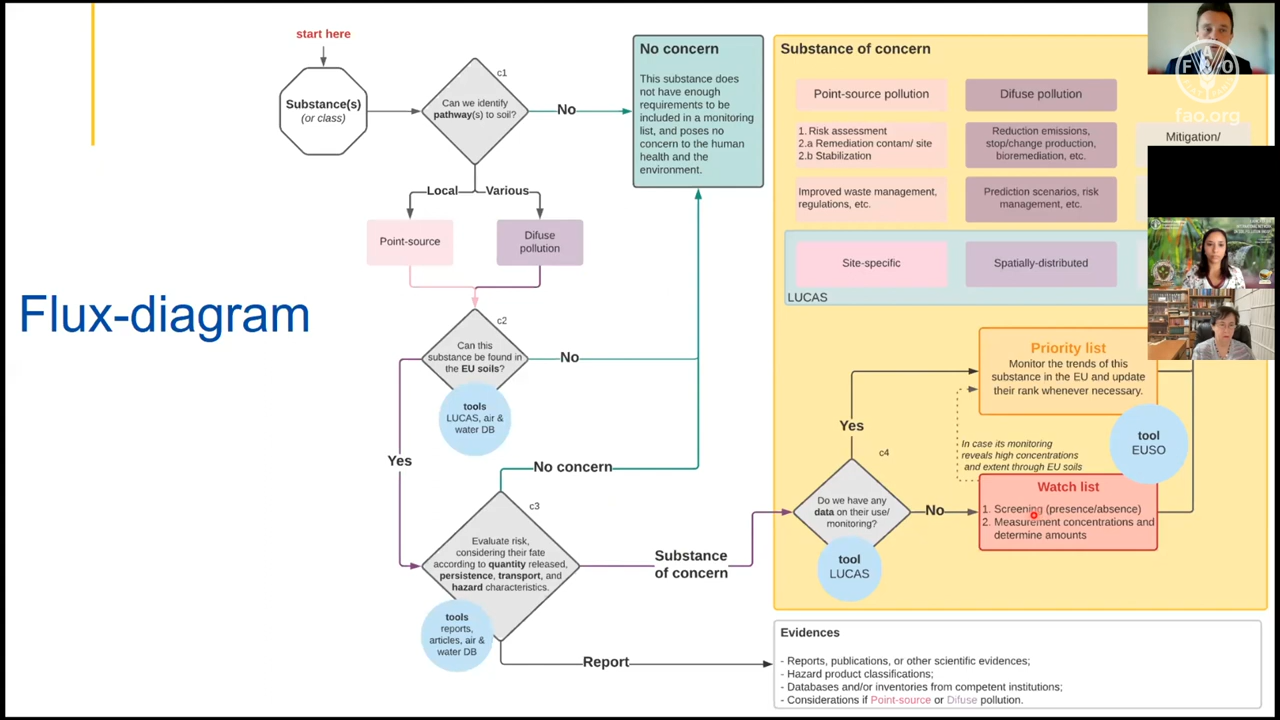 Flux-diagram
start here
Substance(s)
(or class)
c1
Can we identify
pathway(s) to soil?
No
Local
Various
Point-source
Difuse
pollution
c2
Can this
substance be found in
the EU soils?
No
tools
LUCAS, air &
water DB
Yes
No concern
c3
Evaluate risk,
considering their fate
according to quantity released,
persistence, transport, and
hazard characteristics.
tools
reports,
articles, air &
water DB
Substance
of concern
Report
No concern
This substance does
not have enough
requirements to be
included in a monitoring
list, and poses no
concern to the human
health and the
environment.
Substance of concern
Point-source pollution
Difuse pollution
1. Risk assessment
2.a Remediation contam/ site
2.b Stabilization
Reduction emissions,
stop/change production,
bioremediation, etc.
Mitigation/
Improved waste management,
regulations, etc.
Prediction scenarios, risk
management, etc.
Site-specific
Spatially-distributed
LUCAS
Priority list
Monitor the trends of this
substance in the EU and update
their rank whenever necessary.
Yes
c4
In case its monitoring
reveals high concentrations
and extent through EU soils
tool
EUSO
Do we have any
data on their use/
monitoring?
No
tool
LUCAS
Watch list
1. Screening (presence/absence)
2. Measurement concentrations and
determine amounts
Evidences
- Reports, publications, or other scientific evidences;
- Hazard product classifications;
- Databases and/or inventories from competent institutions;
- Considerations if Point-source or Difuse pollution.
FAO
fao.org